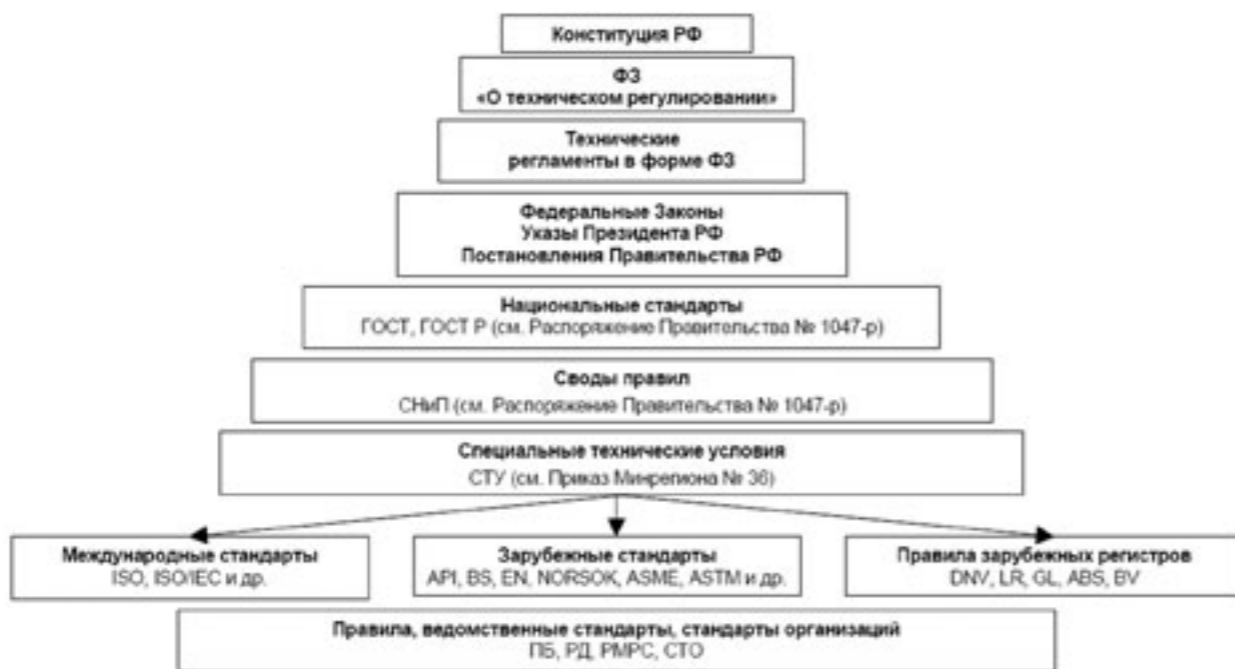 Конституция РФ
ФЗ
«О техническом регулировании»
Технические
регламенты в форме ФЗ
Федеральные Законы
Указы Президента РФ
Постановления Правительства РФ
Национальные стандарты
ГОСТ, ГОСТ Р (см. Распоряжение Правительства № 1047-р)
Своды правил
СНиП (см. Распоряжение Правительства № 1047-р)
Специальные технические условия
СТУ (см. Приказ Минрегиона № 36)
Международные стандарты
ISO, ISO/IEC и др.
Зарубежные стандарты
API, BS, EN, NORSOK, ASME, ASTM и др.
Правила зарубежных регистров
DNV, LR, GL, ABS, BV
Правила, ведомственные стандарты, стандарты организаций
ПБ, РД, РМРС, СТО